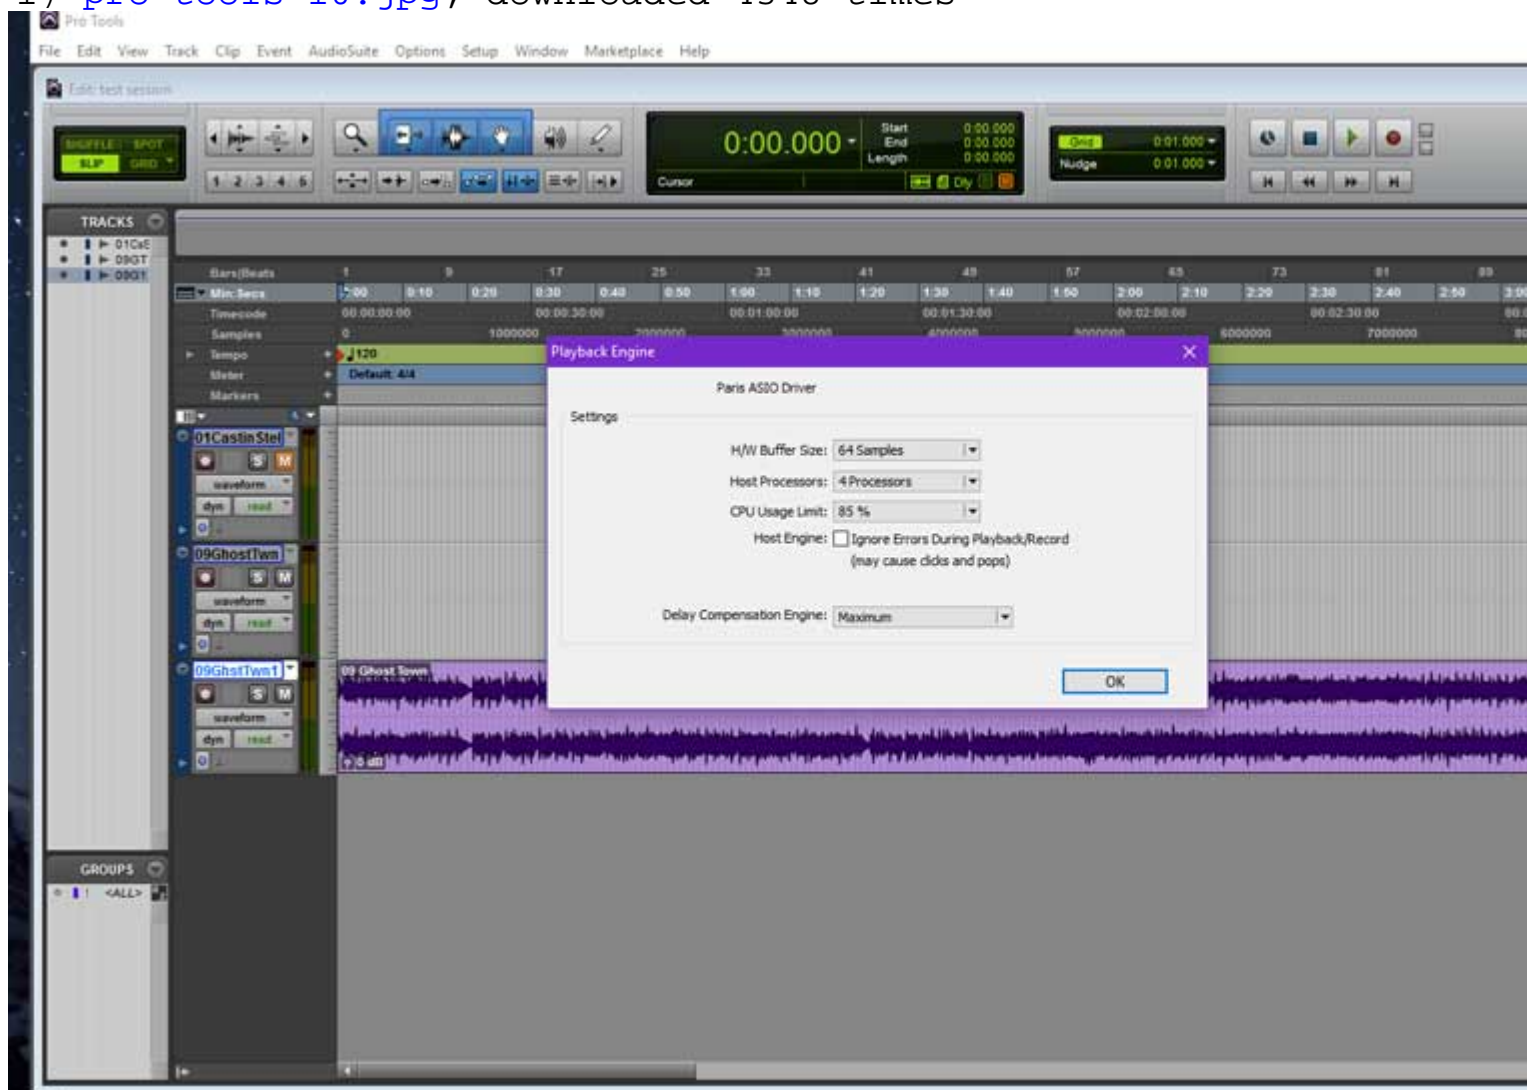 pro tools 10.jpg, downloaded times
Pro Tools
File Edit View Track Clip Event AudioSuite Options Setup Window Marketplace Help
Edit: test session
SHUFFLE SPOT
SLIP GRID
1 2 3 4 5
0:00.000
Start 0:00.000
End 0:00.000
Length 0:00.000
Cursor
Dly
Grid 0:01.000
Nudge 0:01.000
TRACKS
01CaS
09GT
09GT
Bars|Beats 1 9 17 25 33 41 49 57 65 73 81 89
Min:Secs 0:00 0:10 0:20 0:30 0:40 0:50 1:00 1:10 1:20 1:30 1:40 1:50 2:00 2:10 2:20 2:30 2:40 2:50 3:00
Timecode 00:00:00:00 00:00:30:00 00:01:00:00 00:01:30:00 00:02:00:00 00:02:30:00
Samples 0 1000000 2000000 3000000 4000000 5000000 6000000 7000000
Tempo 120
Meter Default: 4/4
Markers
Playback Engine
Paris ASIO Driver
Settings
H/W Buffer Size: 64 Samples
Host Processors: 4 Processors
CPU Usage Limit: 85 %
Host Engine: Ignore Errors During Playback/Record
(may cause clicks and pops)
Delay Compensation Engine: Maximum
OK
01CastinStel
S M
waveform
dyn read
09GhostTwn
S M
waveform
dyn read
09GhstTwn1
S M
waveform
dyn read
09 Ghost Town
0 dB
GROUPS
! <ALL>